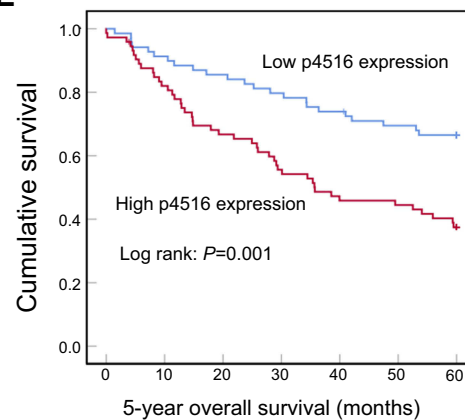 Cumulative survival
1.0
0.8
0.6
0.4
0.2
0.0
Low p4516 expression
High p4516 expression
Log rank: P=0.001
0 10 20 30 40 50 60
5-year overall survival (months)